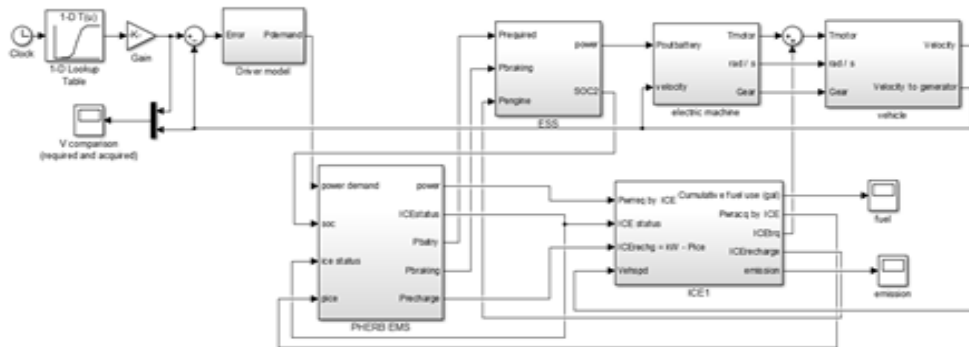 Clock
1-D T(u)
1-D Lookup
Table
-K-
Gain
Error
Pdemand
Driver model
V comparison
(required and acquired)
Prequired
Pbraking
Pengine
power
SOC2
ESS
Poutbattery
velocity
Tmotor
rad / s
Gear
electric machine
Tmotor
rad / s
Gear
Velocity
Velocity to generator
vehicle
power demand
soc
ice status
pice
power
ICEstatus
Pbatry
Pbraking
Precharge
PHERB EMS
Pwrreq by ICE
ICE status
ICErechg = kW - PIce
Vehspd
Cumulative fuel use (gal)
Pwracq by ICE
ICEtrq
ICErecharge
emission
ICE1
fuel
emission